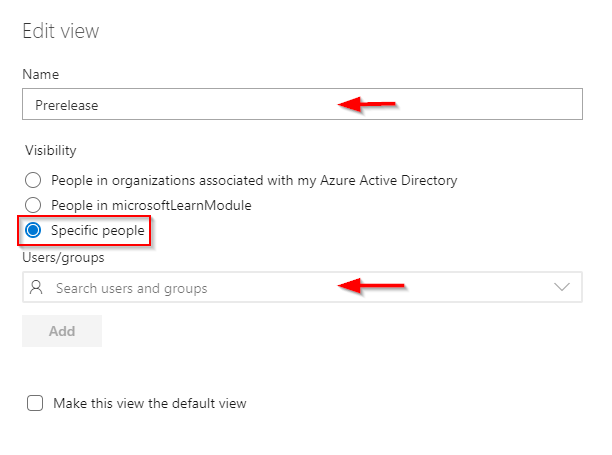 Edit view
Name
Prerelease
Visibility
People in organizations associated with my Azure Active Directory
People in microsoftLearnModule
Specific people
Users/groups
Search users and groups
Add
Make this view the default view